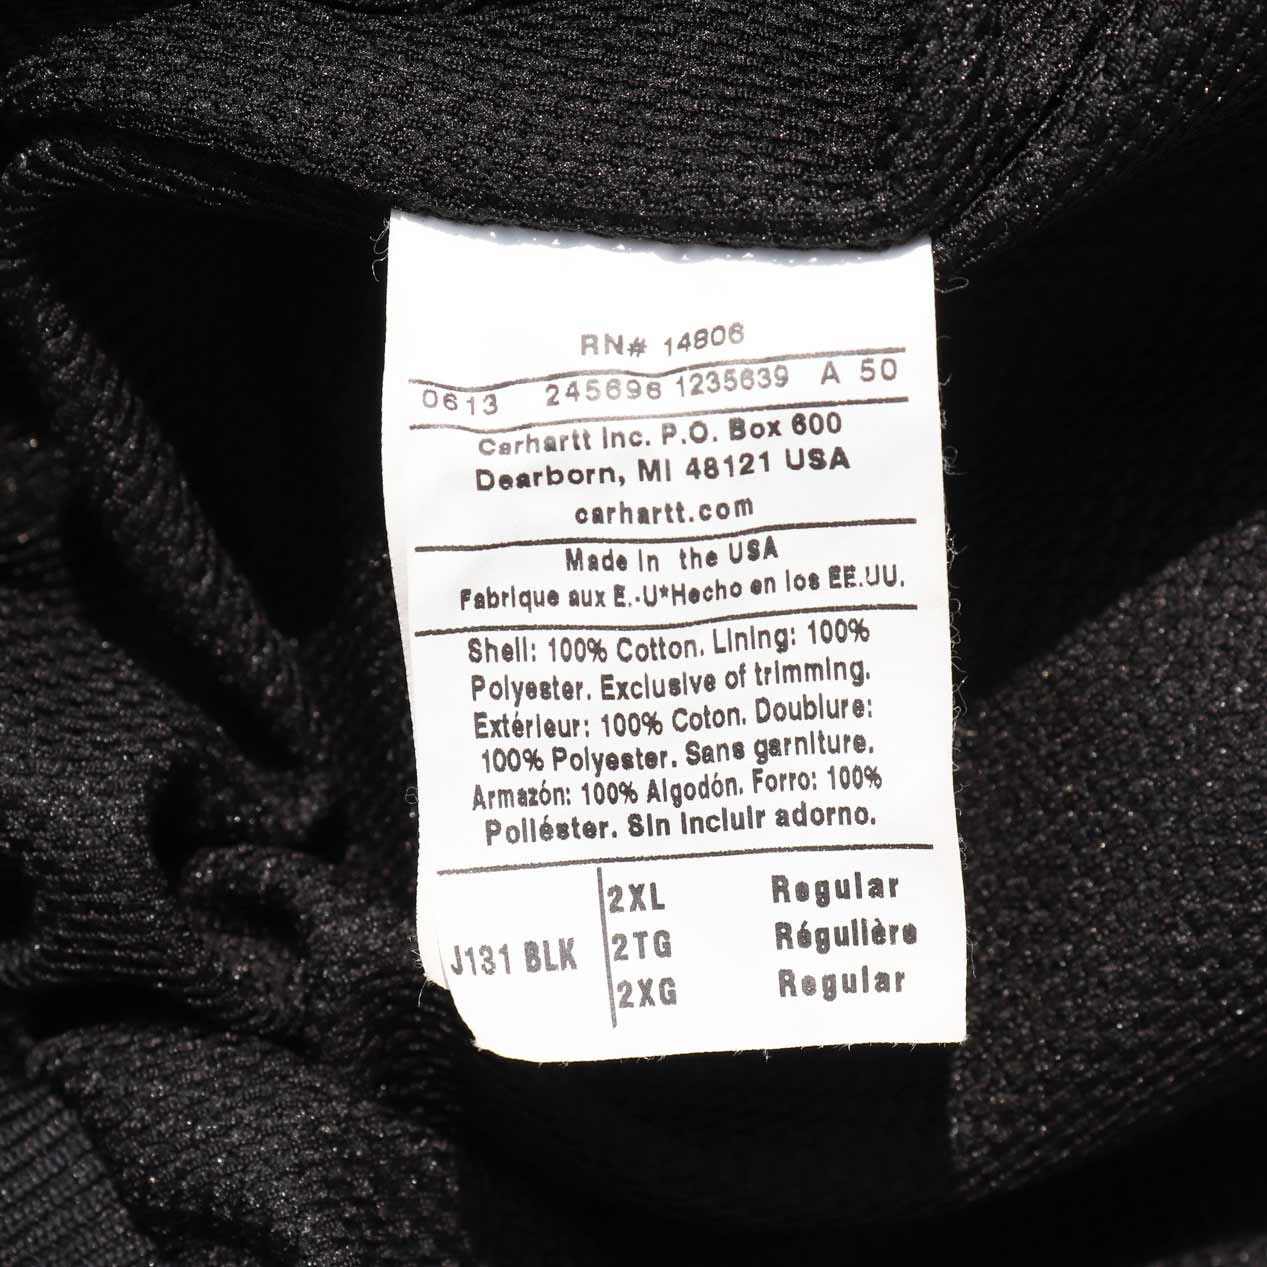 RN# 14806
0613 245696 1235639 A 50
Carhartt Inc. P.O. Box 600
Dearborn, MI 48121 USA
carhartt.com
Made in the USA
Fabrique aux E.-U*Hecho en los EE.UU.
Shell: 100% Cotton. Lining: 100%
Polyester. Exclusive of trimming.
Extérieur: 100% Coton. Doublure:
100% Polyester. Sans garniture.
Armazón: 100% Algodón. Forro: 100%
Poliéster. Sin incluir adorno.
J131 BLK
2XL Regular
2TG Régulière
2XG Regular